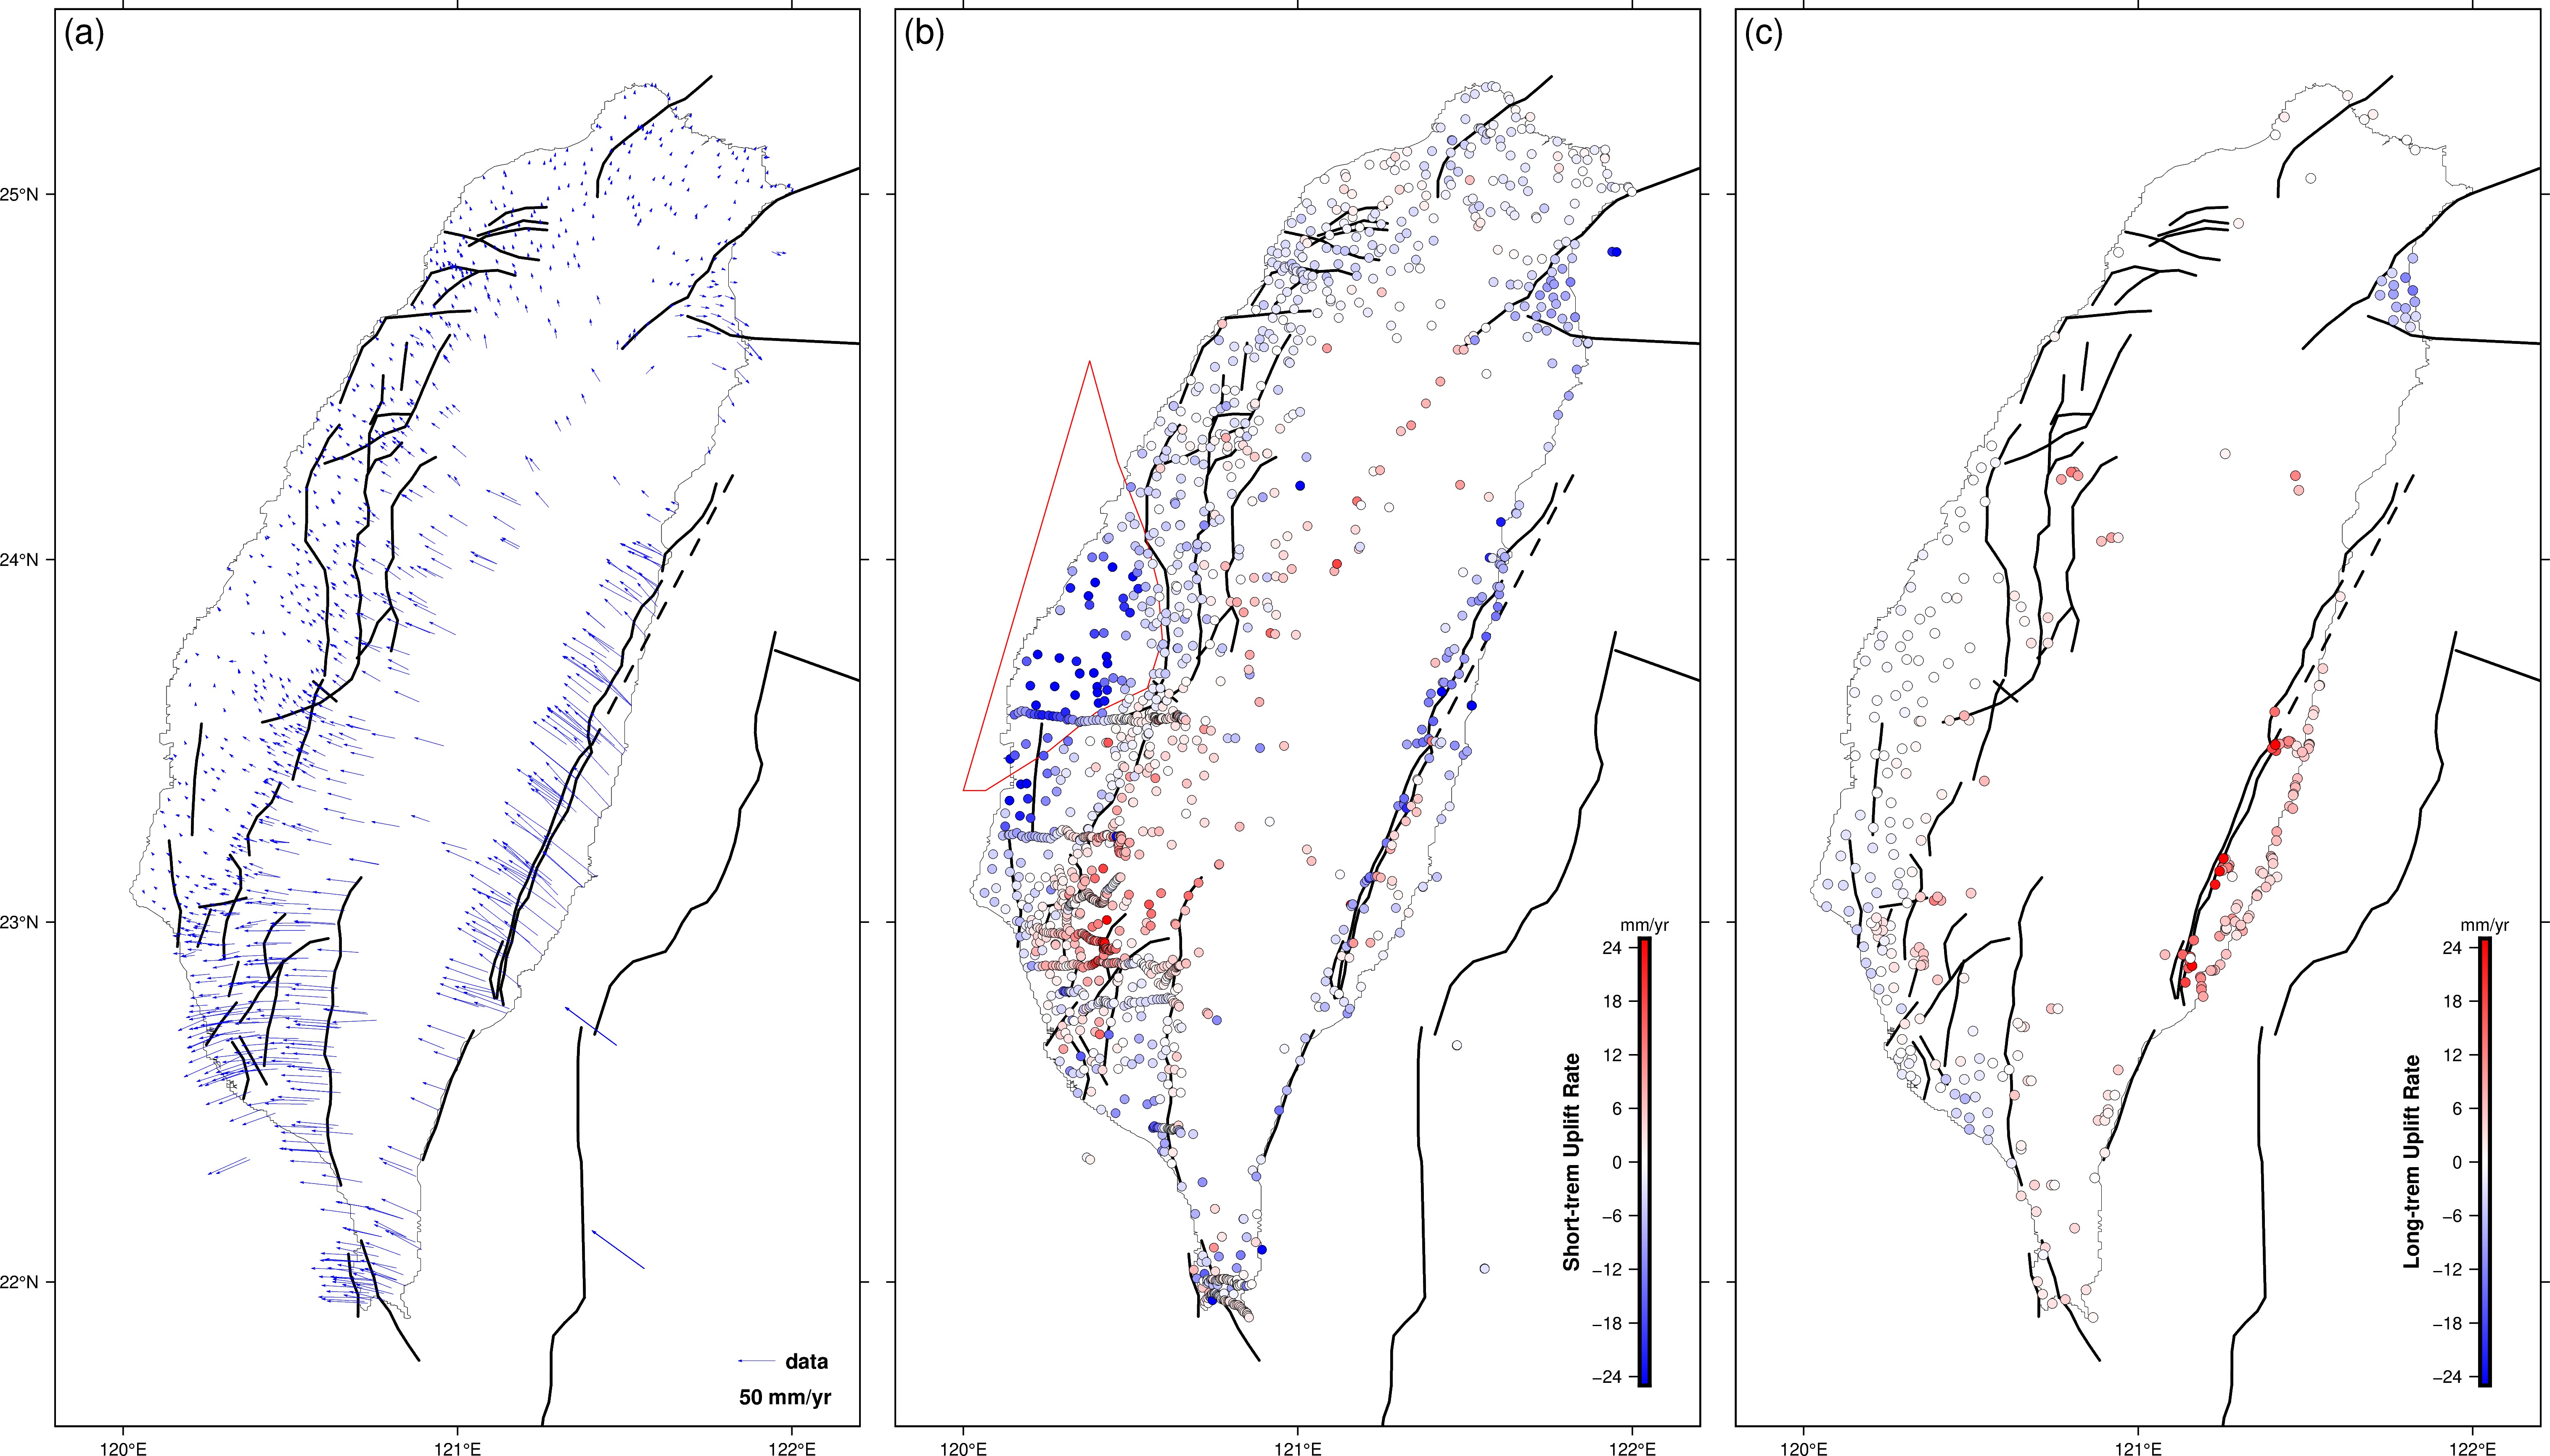 (a)
(b)
(c)
25°N
24°N
23°N
22°N
120°E
121°E
122°E
data
50 mm/yr
120°E
121°E
122°E
mm/yr
24
18
12
6
0
−6
−12
−18
−24
Short-trem Uplift Rate
120°E
121°E
122°E
mm/yr
24
18
12
6
0
−6
−12
−18
−24
Long-trem Uplift Rate